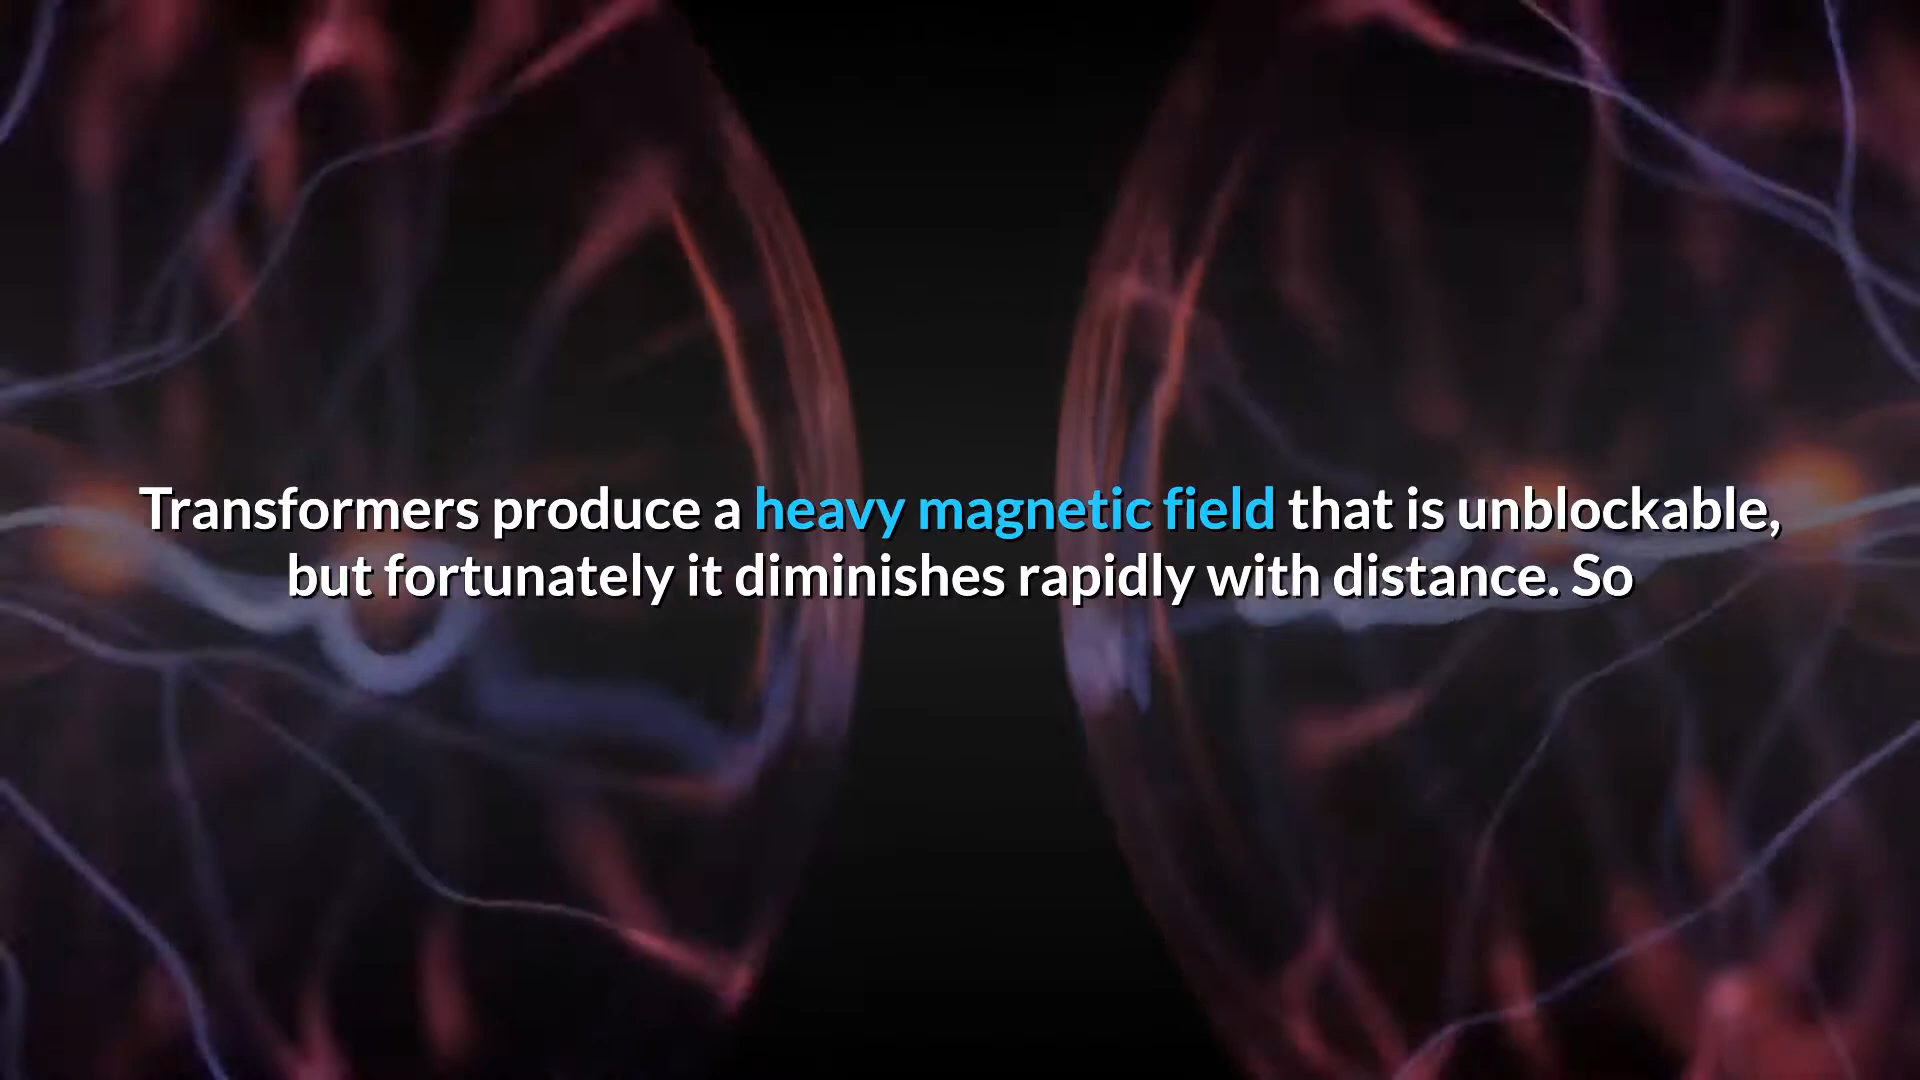 Transformers produce a heavy magnetic field that is unblockable,
but fortunately it diminishes rapidly with distance. So